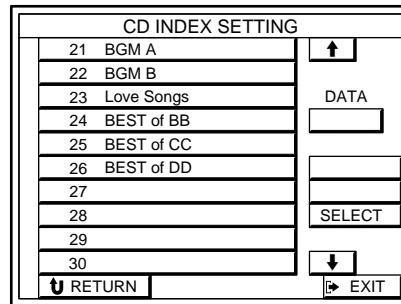 CD INDEX SETTING
21 BGM A
22 BGM B
23 Love Songs
DATA
24 BEST of BB
25 BEST of CC
26 BEST of DD
27
28
SELECT
29
30
RETURN
EXIT